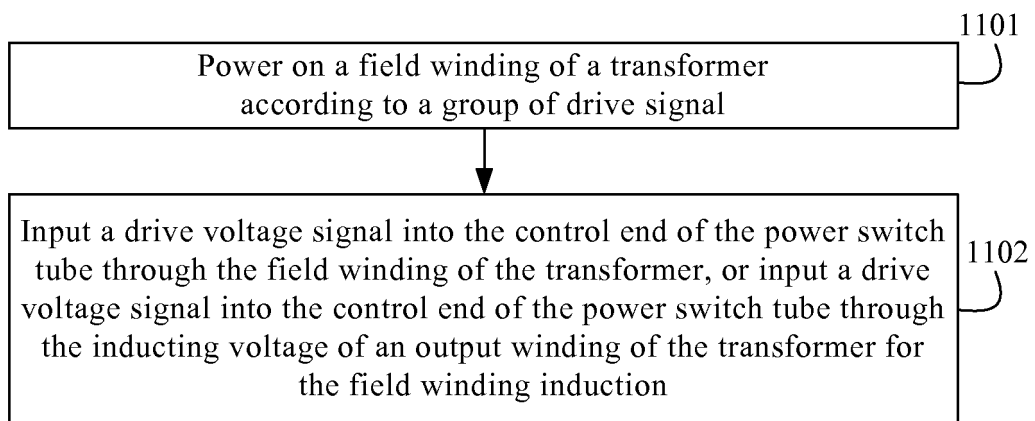 1101
Power on a field winding of a transformer
according to a group of drive signal
Input a drive voltage signal into the control end of the power switch
tube through the field winding of the transformer, or input a drive
voltage signal into the control end of the power switch tube through
the inducting voltage of an output winding of the transformer for
the field winding induction
1102